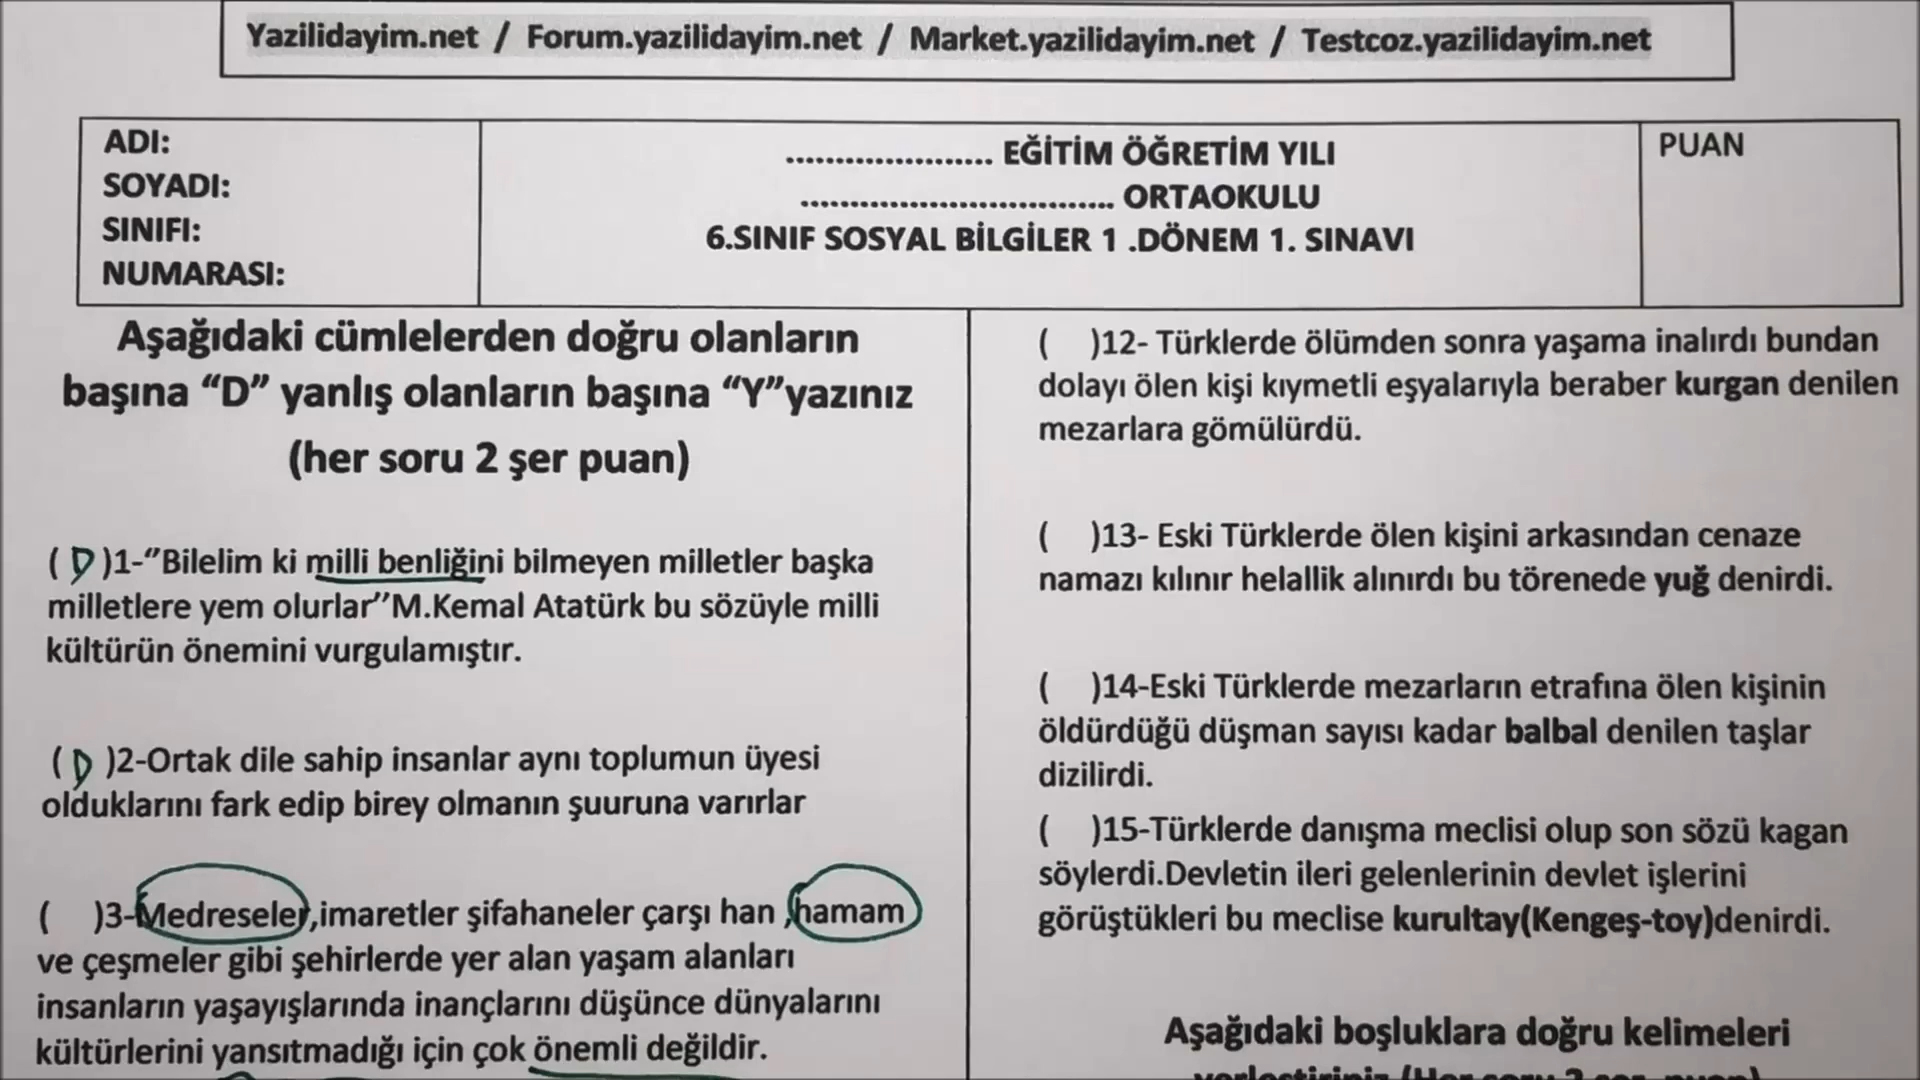 Yazilidayim.net / Forum.yazilidayim.net / Market.yazilidayim.net / Testcoz.yazilidayim.net
ADI:
SOYADI:
SINIFI:
NUMARASI:
..................... EĞİTİM ÖĞRETİM YILI
................................ ORTAOKULU
6.SINIF SOSYAL BİLGİLER 1 .DÖNEM 1. SINAVI
PUAN
Aşağıdaki cümlelerden doğru olanların
başına “D” yanlış olanların başına “Y”yazınız
(her soru 2 şer puan)
( D )1-‘’Bilelim ki milli benliğini bilmeyen milletler başka
milletlere yem olurlar’’M.Kemal Atatürk bu sözüyle milli
kültürün önemini vurgulamıştır.
( D )2-Ortak dile sahip insanlar aynı toplumun üyesi
olduklarını fark edip birey olmanın şuuruna varırlar
( )3-Medreseler,imaretler şifahaneler çarşı han ,hamam
ve çeşmeler gibi şehirlerde yer alan yaşam alanları
insanların yaşayışlarında inançlarını düşünce dünyalarını
kültürlerini yansıtmadığı için çok önemli değildir.
( )12- Türklerde ölümden sonra yaşama inalırdı bundan
dolayı ölen kişi kıymetli eşyalarıyla beraber kurgan denilen
mezarlara gömülürdü.
( )13- Eski Türklerde ölen kişini arkasından cenaze
namazı kılınır helallik alınırdı bu törenede yuğ denirdi.
( )14-Eski Türklerde mezarların etrafına ölen kişinin
öldürdüğü düşman sayısı kadar balbal denilen taşlar
dizilirdi.
( )15-Türklerde danışma meclisi olup son sözü kagan
söylerdi.Devletin ileri gelenlerinin devlet işlerini
görüştükleri bu meclise kurultay(Kengeş-toy)denirdi.
Aşağıdaki boşluklara doğru kelimeleri
yerleştiriniz (Her soru 2 şer puan)